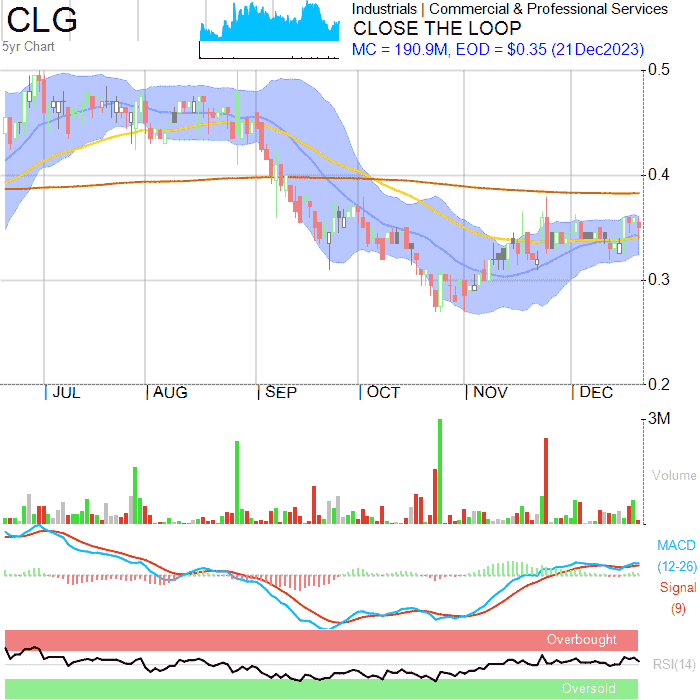 CLG
5yr Chart
Industrials | Commercial & Professional Services
CLOSE THE LOOP
MC = 190.9M, EOD = $0.35 (21Dec2023)
0.5
0.4
0.3
0.2
JUL AUG SEP OCT NOV DEC
3M
Volume
MACD
(12-26)
Signal
(9)
Overbought
RSI(14)
Oversold